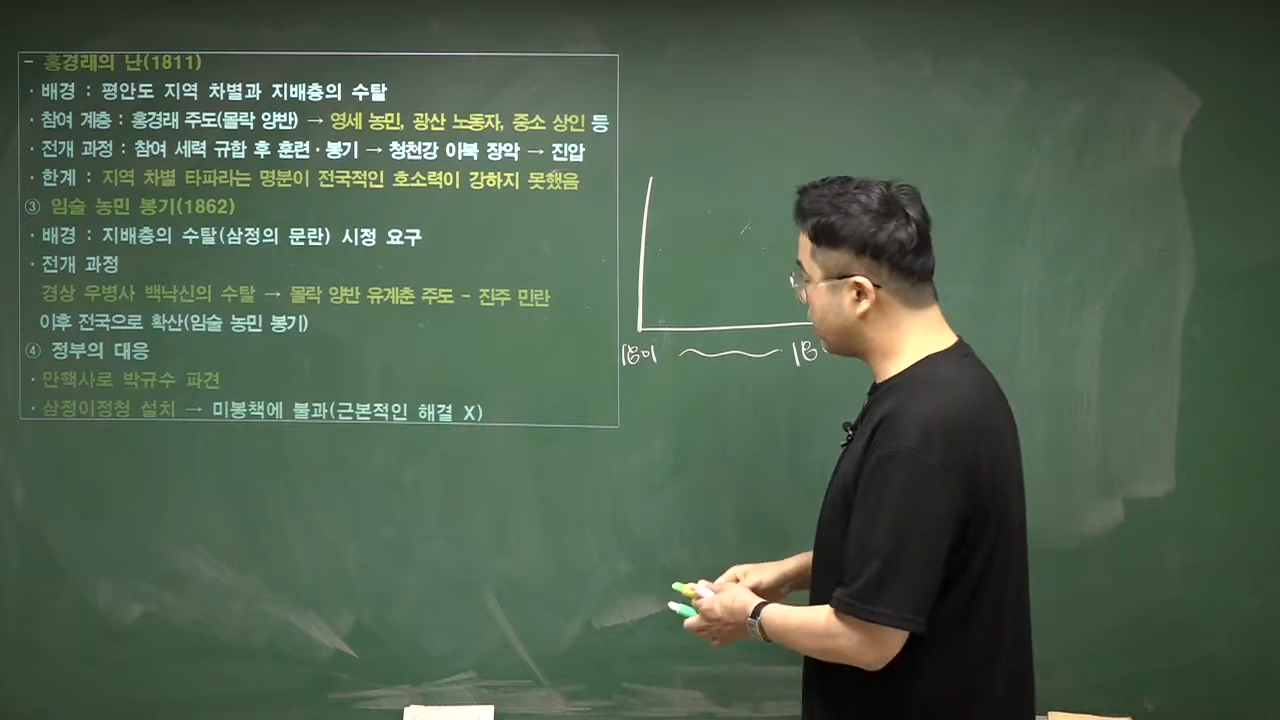 - 홍경래의 난(1811)
· 배경 : 평안도 지역 차별과 지배층의 수탈
· 참여 계층 : 홍경래 주도(몰락 양반) → 영세 농민, 광산 노동자, 중소 상인 등
· 전개 과정 : 참여 세력 규합 후 훈련·봉기 → 청천강 이북 장악 → 진압
· 한계 : 지역 차별 타파라는 명분이 전국적인 호소력이 강하지 못했음
③ 임술 농민 봉기(1862)
· 배경 : 지배층의 수탈(삼정의 문란) 시정 요구
· 전개 과정
경상 우병사 백낙신의 수탈 → 몰락 양반 유계춘 주도 - 진주 민란
이후 전국으로 확산(임술 농민 봉기)
④ 정부의 대응
· 안핵사로 박규수 파견
· 삼정이정청 설치 → 미봉책에 불과(근본적인 해결 X)